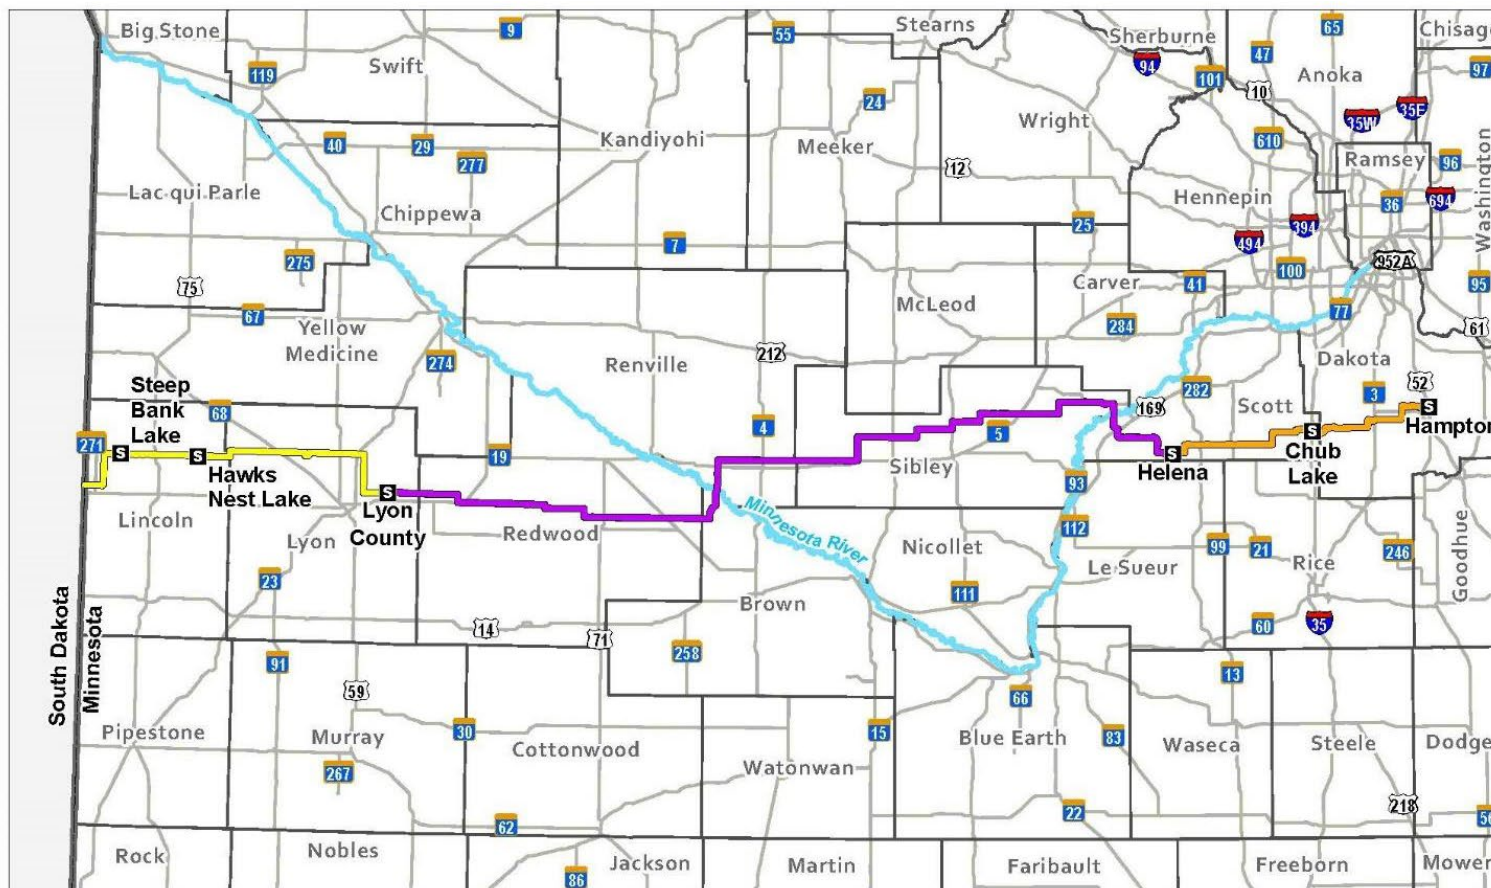 Big Stone
9
55
Stearns
Sherburne
65
Chisag
47
94
101
97
119
Swift
Anoka
10
24
35E
35W
Wright
40
29
Kandiyohi
Meeker
610
Ramsey
96
277
12
Washington
Lac qui Parle
Hennepin
36
694
Chippewa
25
394
7
494
275
952A
100
75
Carver
41
95
McLeod
77
67
Yellow
Medicine
284
61
274
Renville
212
Dakota
Steep
Bank
Lake
282
3
52
68
169
Scott
271
S
S
Hawks
Nest Lake
19
4
5
S
Hampton
S
Chub
Lake
Sibley
S
Helena
93
S
Lyon
County
Lincoln
Lyon
Redwood
Minnesota River
112
Nicollet
Le Sueur
99
21
Rice
246
Goodhue
23
111
Brown
South Dakota
Minnesota
14
71
60
35
91
258
59
66
13
Pipestone
Murray
30
Cottonwood
15
Blue Earth
83
Waseca
Steele
Dodge
267
Watonwan
62
22
218
56
Rock
Nobles
Jackson
Martin
Faribault
Freeborn
Mower
86